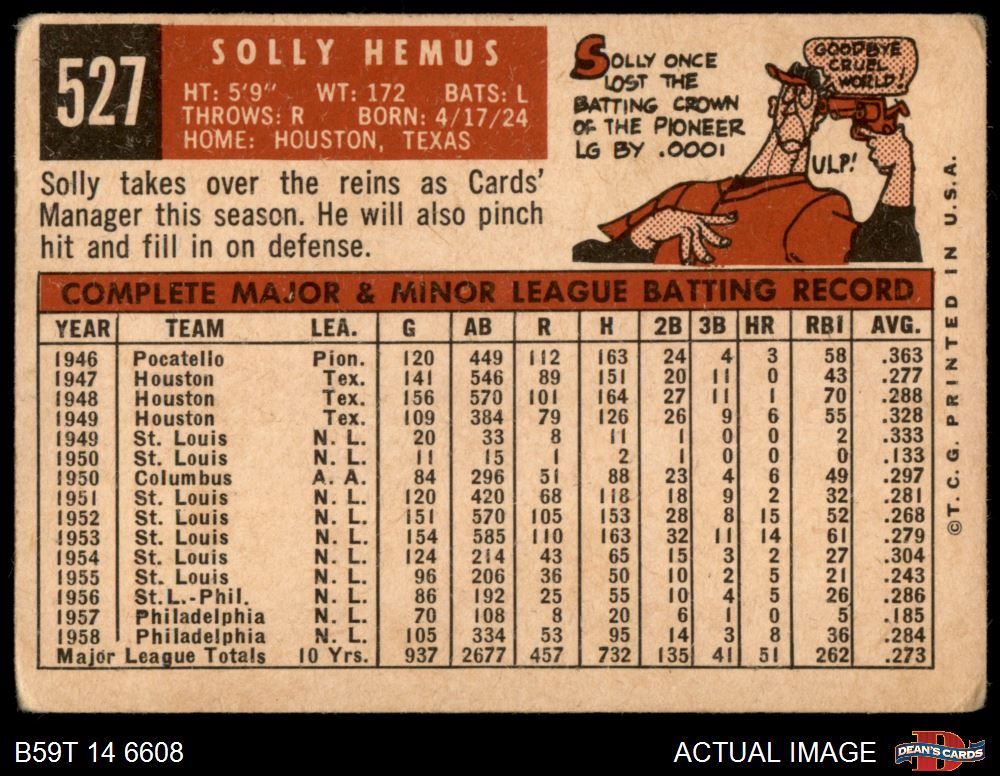 527
SOLLY HEMUS
HT: 5'9" WT: 172 BATS: L
THROWS: R BORN: 4/17/24
HOME: HOUSTON, TEXAS
Solly takes over the reins as Cards'
Manager this season. He will also pinch
hit and fill in on defense.
SOLLY ONCE
LOST THE
BATTING CROWN
OF THE PIONEER
LG BY .0001
GOODBYE
CRUEL
WORLD!
ULP!
COMPLETE MAJOR & MINOR LEAGUE BATTING RECORD
YEAR TEAM LEA. G AB R H 2B 3B HR RBI AVG.
1946 Pocatello Pion. 120 449 112 163 24 4 3 58 .363
1947 Houston Tex. 141 546 89 151 20 11 0 43 .277
1948 Houston Tex. 156 570 101 164 27 11 1 70 .288
1949 Houston Tex. 109 384 79 126 26 9 6 55 .328
1949 St. Louis N. L. 20 33 8 11 1 0 0 2 .333
1950 St. Louis N. L. 11 15 1 2 1 0 0 0 .133
1950 Columbus A. A. 84 296 51 88 23 4 6 49 .297
1951 St. Louis N. L. 120 420 68 118 18 9 2 32 .281
1952 St. Louis N. L. 151 570 105 153 28 8 15 52 .268
1953 St. Louis N. L. 154 585 110 163 32 11 14 61 .279
1954 St. Louis N. L. 124 214 43 65 15 3 2 27 .304
1955 St. Louis N. L. 96 206 36 50 10 2 5 21 .243
1956 St.L.-Phil. N. L. 86 192 25 55 10 4 5 26 .286
1957 Philadelphia N. L. 70 108 8 20 6 1 0 5 .185
1958 Philadelphia N. L. 105 334 53 95 14 3 8 36 .284
Major League Totals 10 Yrs. 937 2677 457 732 135 41 51 262 .273
©T. C. G. PRINTED IN U.S.A.
B59T 14 6608
ACTUAL IMAGE
D
DEAN'S CARDS